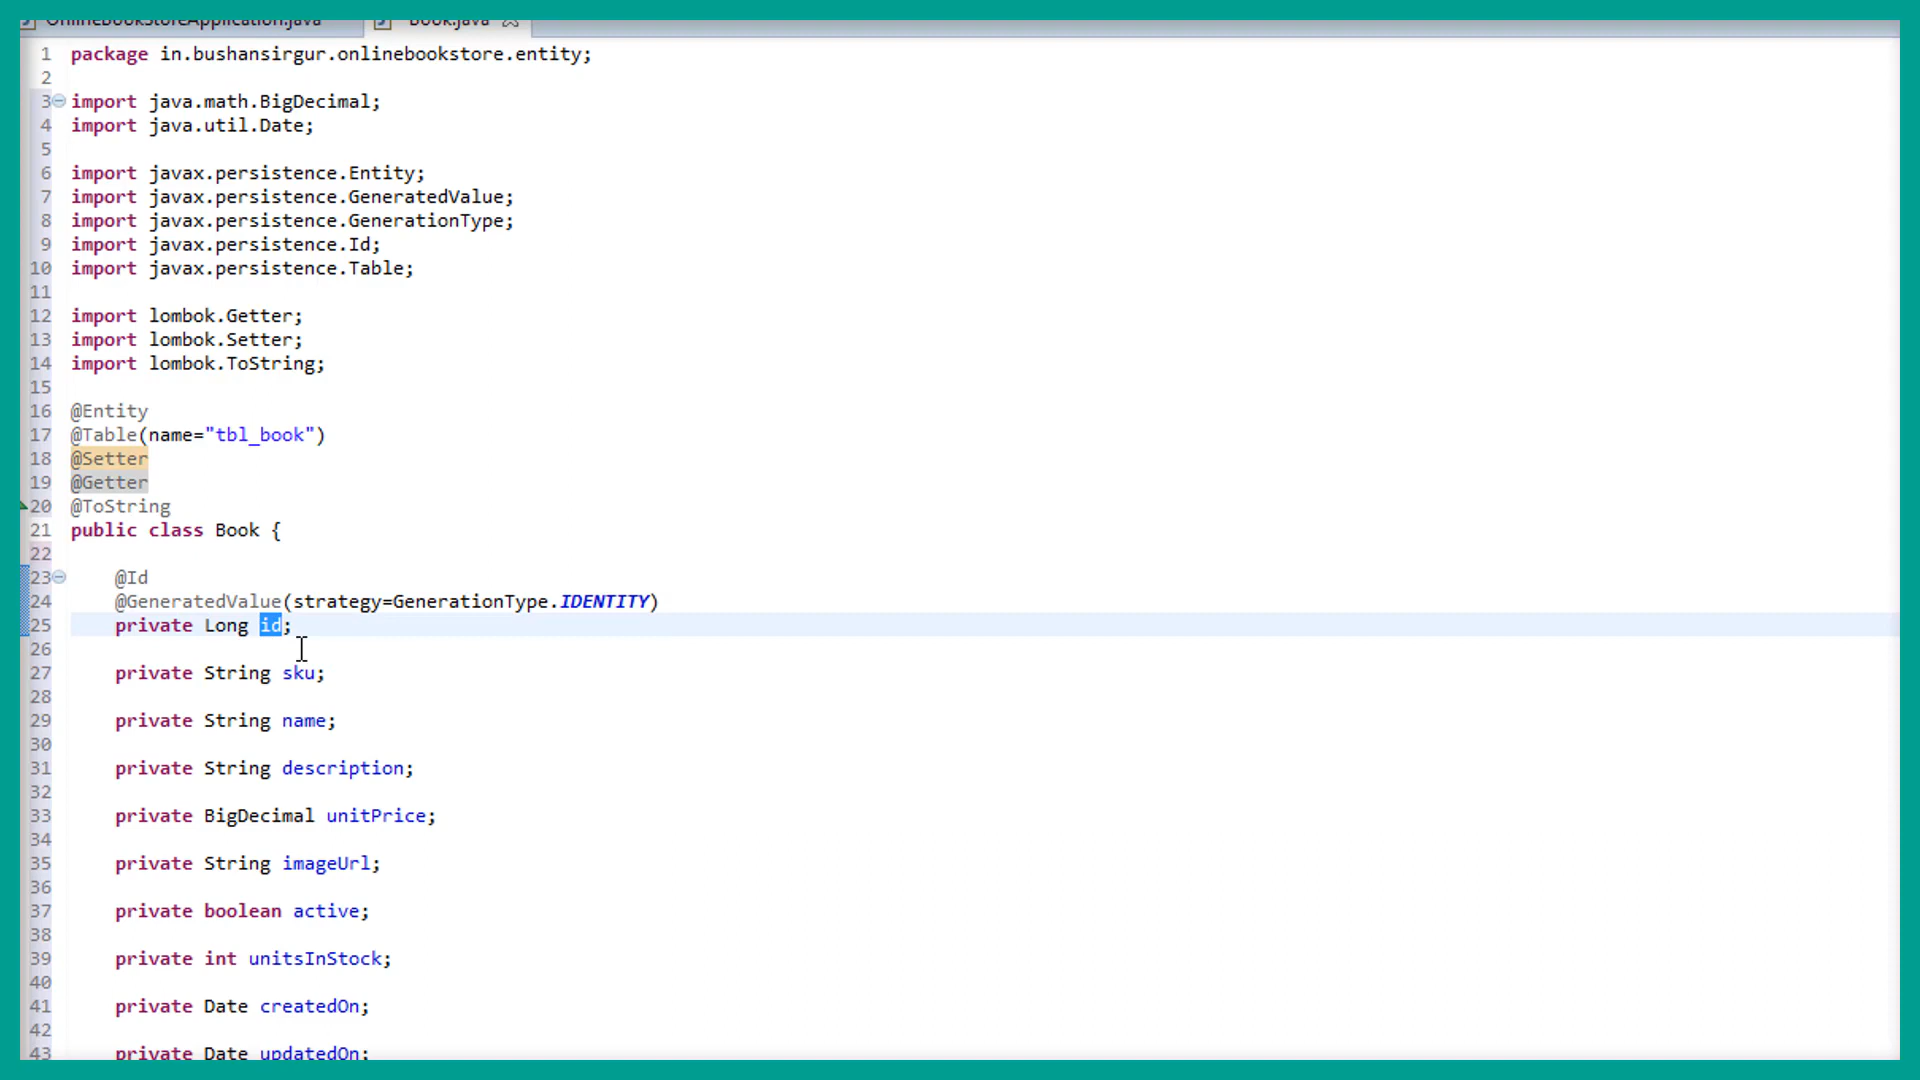 OnlineBookStoreApplication.java Book.java
1 package in.bushansirgur.onlinebookstore.entity;
2
3 import java.math.BigDecimal;
4 import java.util.Date;
5
6 import javax.persistence.Entity;
7 import javax.persistence.GeneratedValue;
8 import javax.persistence.GenerationType;
9 import javax.persistence.Id;
10 import javax.persistence.Table;
11
12 import lombok.Getter;
13 import lombok.Setter;
14 import lombok.ToString;
15
16 @Entity
17 @Table(name="tbl_book")
18 @Setter
19 @Getter
20 @ToString
21 public class Book {
22
23 @Id
24 @GeneratedValue(strategy=GenerationType.IDENTITY)
25 private Long id;
26
27 private String sku;
28
29 private String name;
30
31 private String description;
32
33 private BigDecimal unitPrice;
34
35 private String imageUrl;
36
37 private boolean active;
38
39 private int unitsInStock;
40
41 private Date createdOn;
42
43 private Date updatedOn;